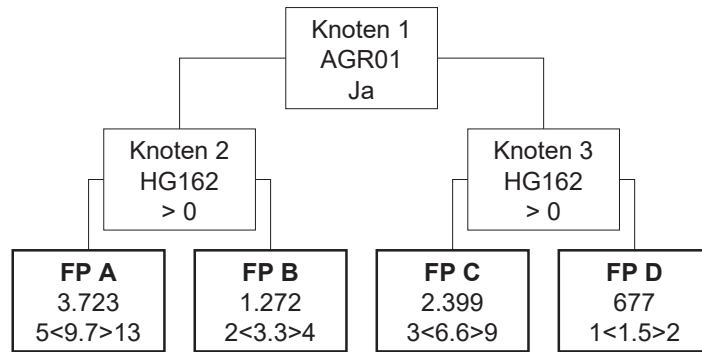 Knoten 1
AGR01
Ja
Knoten 2
HG162
> 0
Knoten 3
HG162
> 0
FP A
3.723
5<9.7>13
FP B
1.272
2<3.3>4
FP C
2.399
3<6.6>9
FP D
677
1<1.5>2